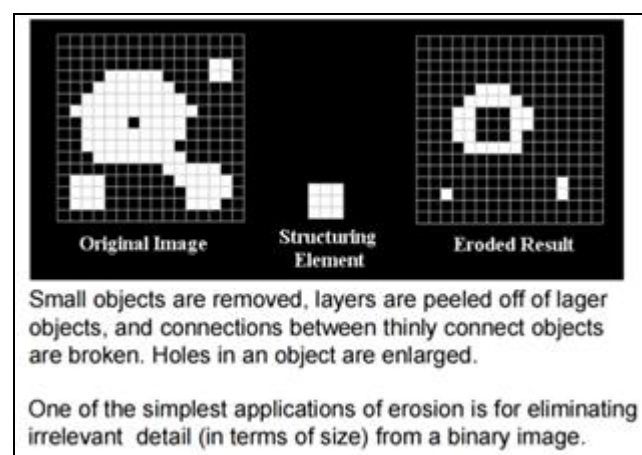 Original Image
Structuring
Element
Eroded Result
Small objects are removed, layers are peeled off of lager
objects, and connections between thinly connect objects
are broken. Holes in an object are enlarged.
One of the simplest applications of erosion is for eliminating
irrelevant detail (in terms of size) from a binary image.